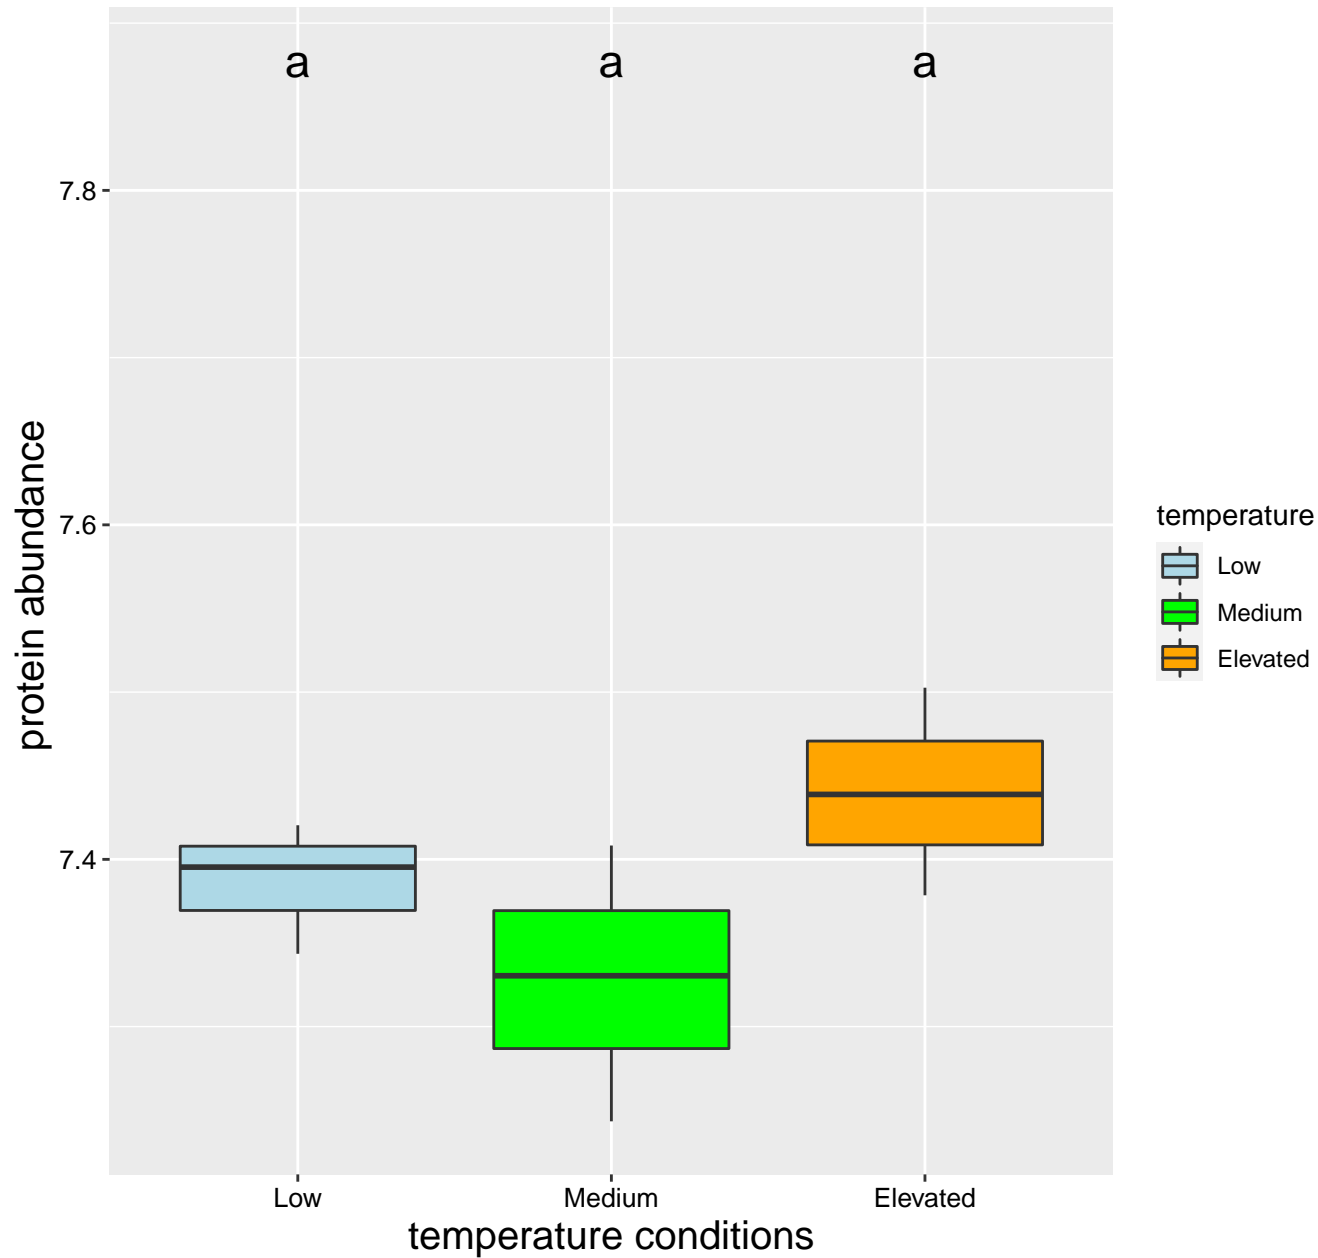 a a a
7.8
7.6
7.4
protein abundance
Low Medium Elevated
temperature conditions
temperature
Low
Medium
Elevated